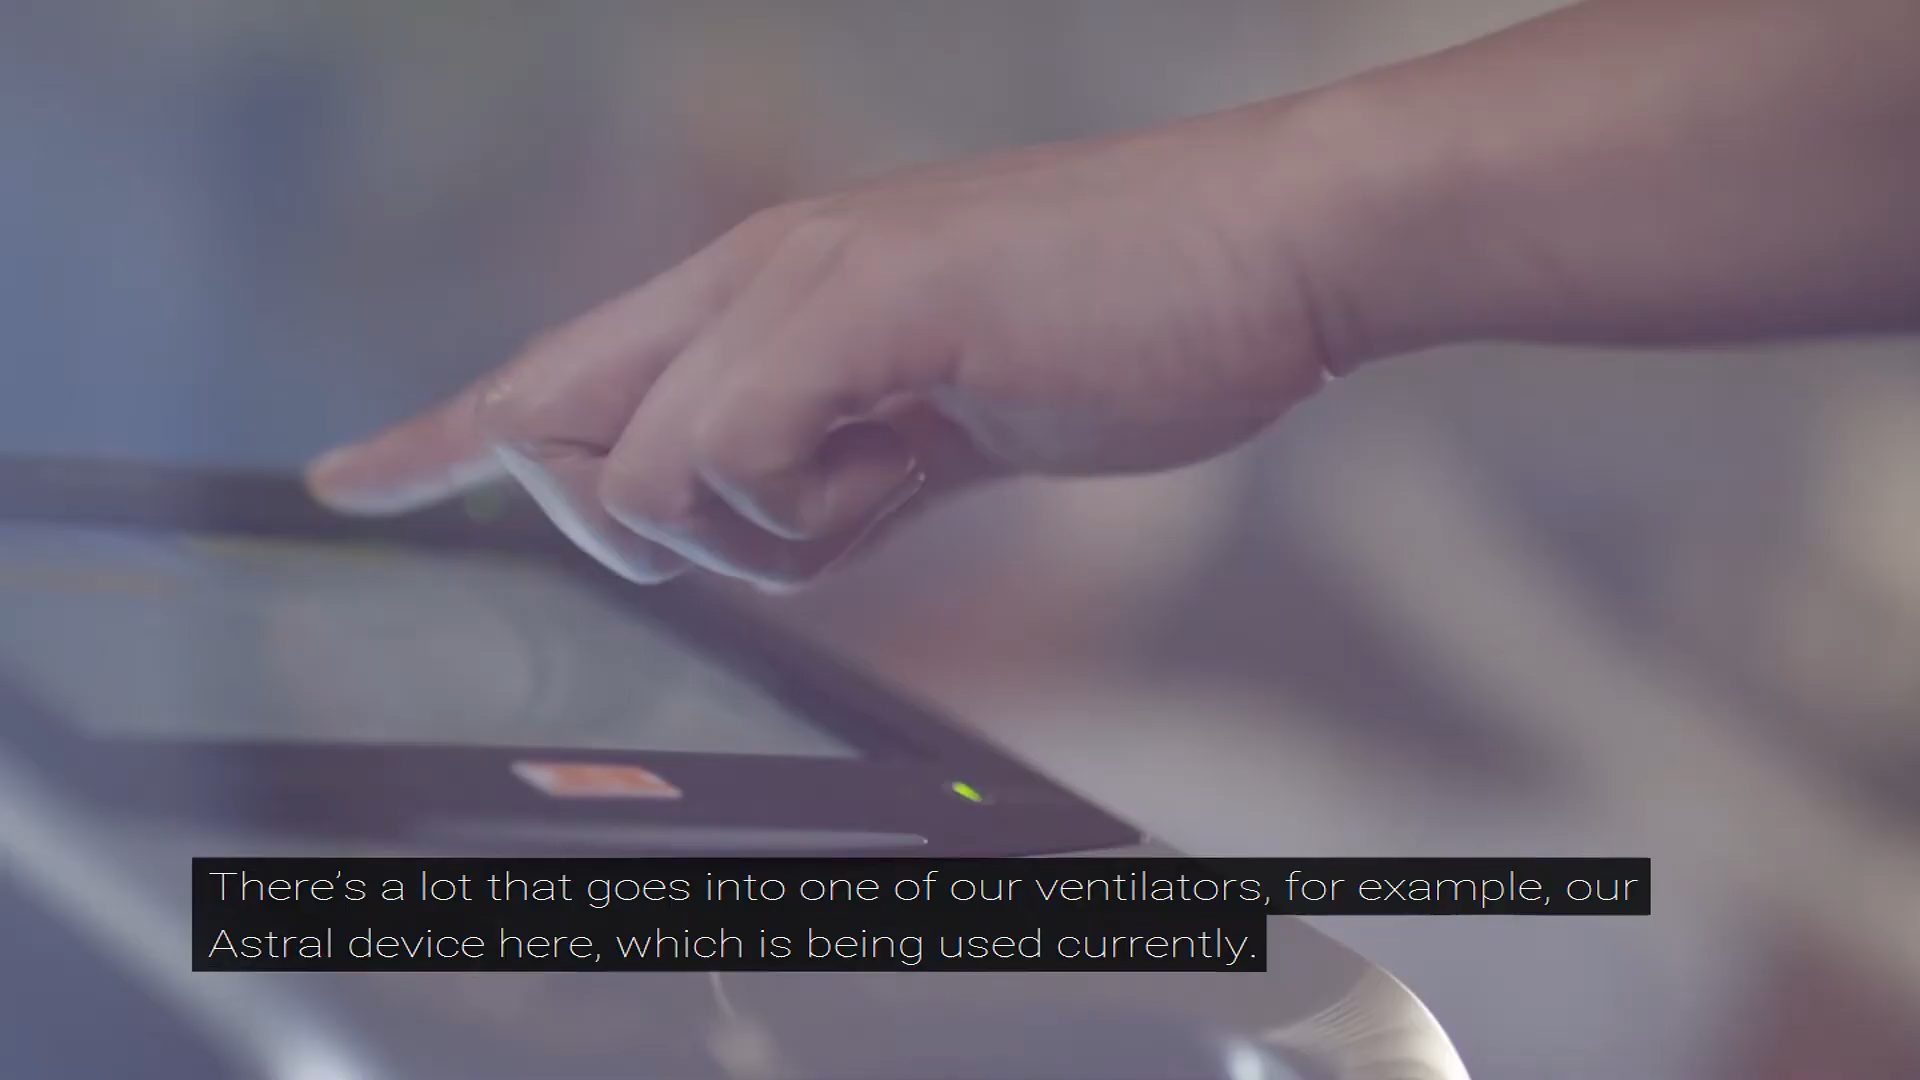 There's a lot that goes into one of our ventilators, for example, our
Astral device here, which is being used currently.